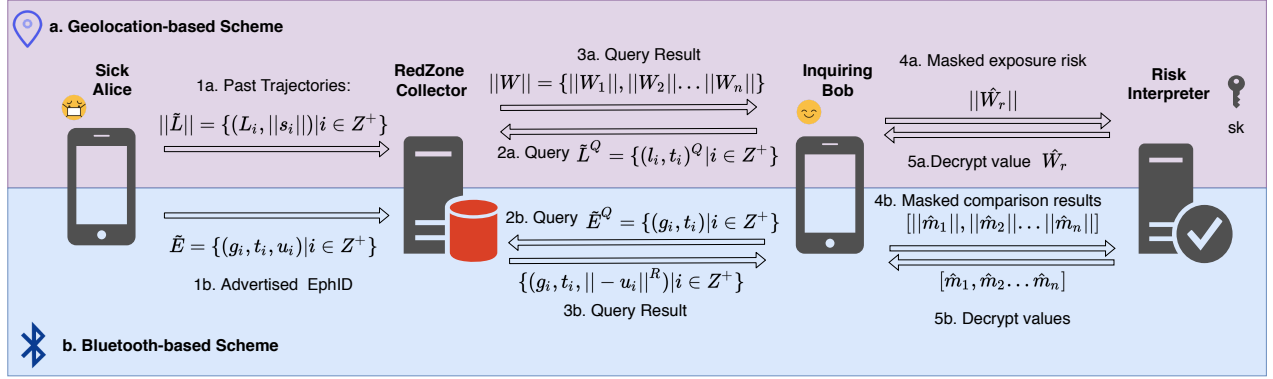 a. Geolocation-based Scheme
Sick
Alice
1a. Past Trajectories:
||L̃|| = {(L_i, ||s_i||)|i ∈ Z^+}
RedZone
Collector
3a. Query Result
||W|| = {||W_1||, ||W_2||... ||W_n||}
2a. Query L̃^Q = {(l_i, t_i)^Q|i ∈ Z^+}
Inquiring
Bob
4a. Masked exposure risk
||Ŵ_r||
5a.Decrypt value Ŵ_r
Risk
Interpreter
sk
Ẽ = {(g_i, t_i, u_i)|i ∈ Z^+}
1b. Advertised EphID
2b. Query Ẽ^Q = {(g_i, t_i)|i ∈ Z^+}
{(g_i, t_i, || − u_i||^R)|i ∈ Z^+}
3b. Query Result
4b. Masked comparison results
[||m̂_1||, ||m̂_2||... ||m̂_n||]
[m̂_1, m̂_2... m̂_n]
5b. Decrypt values
b. Bluetooth-based Scheme